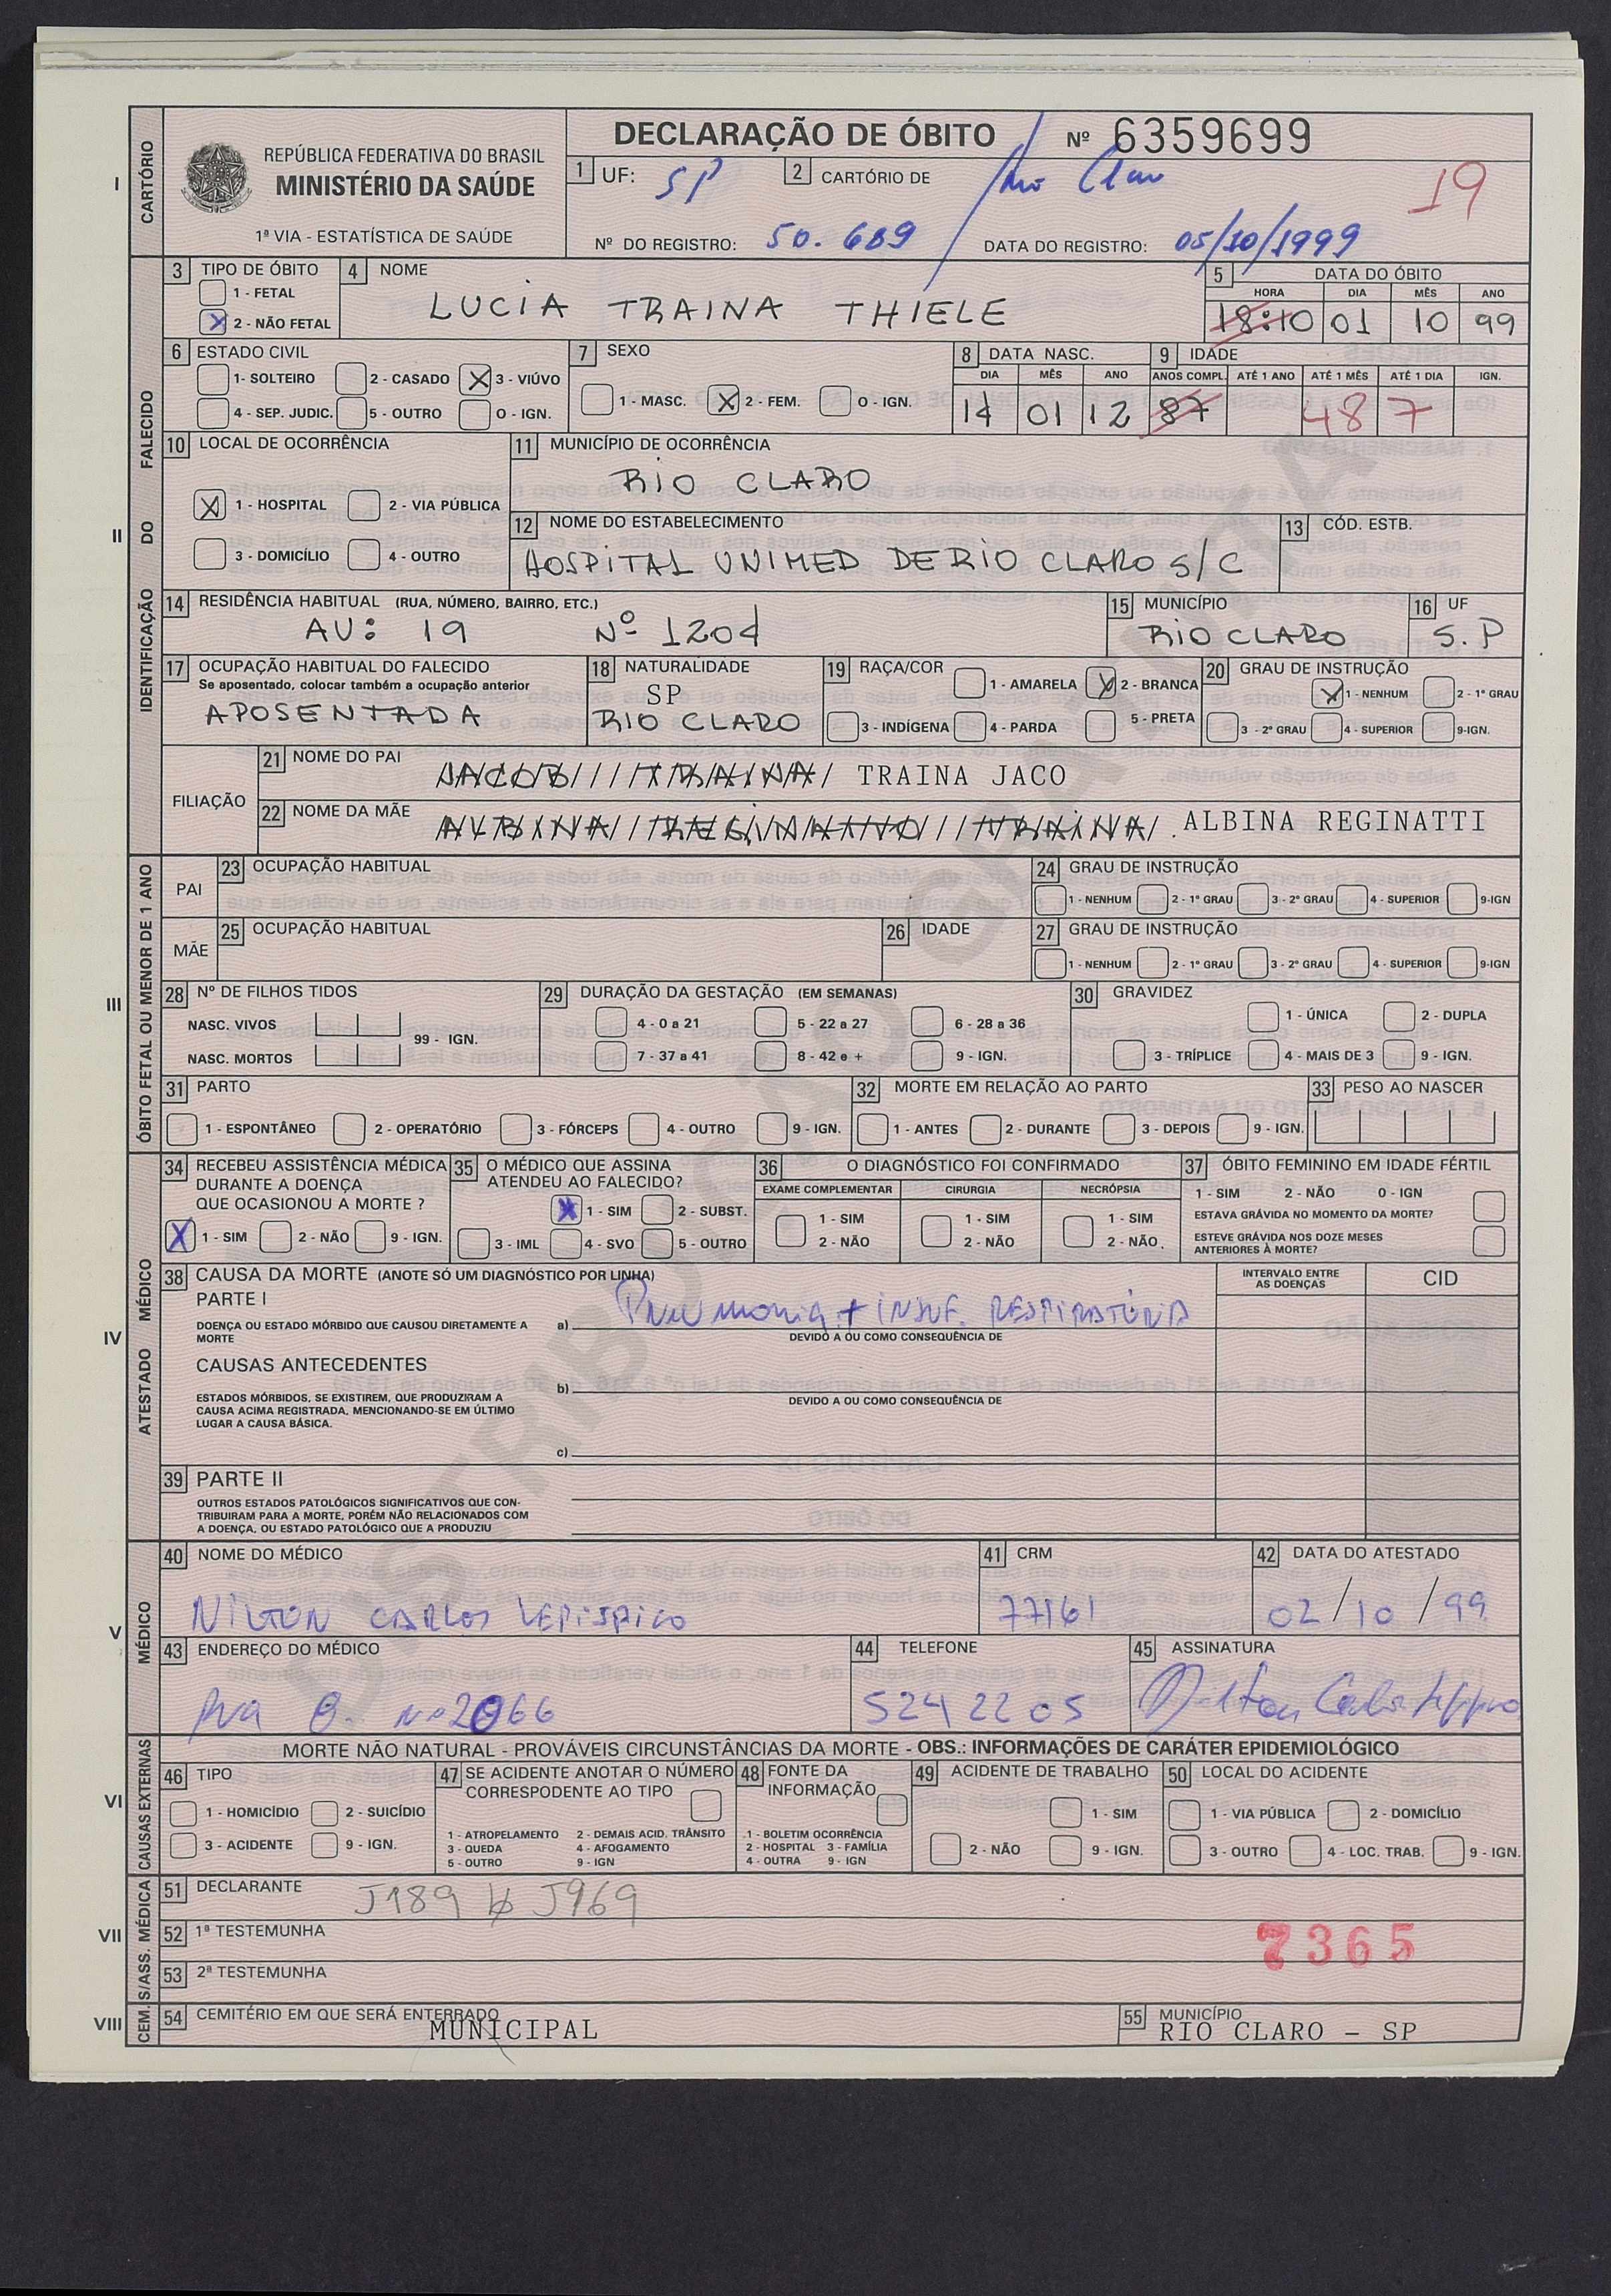 DECLARAÇÃO DE ÓBITO Nº 6359699
REPÚBLICA FEDERATIVA DO BRASIL
MINISTÉRIO DA SAÚDE
1ª VIA - ESTATÍSTICA DE SAÚDE
I CARTÓRIO
1 UF: SP 2 CARTÓRIO DE Rio Claro 19
Nº DO REGISTRO: 50.689 DATA DO REGISTRO: 05/10/1999
II IDENTIFICAÇÃO DO FALECIDO
3 TIPO DE ÓBITO
1 - FETAL
X 2 - NÃO FETAL
4 NOME
LUCIA TRAINA THIELE
5 DATA DO ÓBITO
HORA DIA MÊS ANO
18:10 01 10 99
6 ESTADO CIVIL
1- SOLTEIRO 2 - CASADO X 3 - VIÚVO
4 - SEP. JUDIC. 5 - OUTRO O - IGN.
7 SEXO
1 - MASC. X 2 - FEM. O - IGN.
8 DATA NASC.
DIA MÊS ANO
14 01 12
9 IDADE
ANOS COMPL. ATÉ 1 ANO ATÉ 1 MÊS ATÉ 1 DIA IGN.
87 48 7
10 LOCAL DE OCORRÊNCIA
X 1 - HOSPITAL 2 - VIA PÚBLICA
3 - DOMICÍLIO 4 - OUTRO
11 MUNICÍPIO DE OCORRÊNCIA
RIO CLARO
12 NOME DO ESTABELECIMENTO 13 CÓD. ESTB.
HOSPITAL UNIMED DE RIO CLARO S/C
14 RESIDÊNCIA HABITUAL (RUA, NÚMERO, BAIRRO, ETC.)
AV: 19 Nº 1204
15 MUNICÍPIO
RIO CLARO
16 UF
S.P
17 OCUPAÇÃO HABITUAL DO FALECIDO
Se aposentado, colocar também a ocupação anterior
APOSENTADA
18 NATURALIDADE
SP
RIO CLARO
19 RAÇA/COR
1 - AMARELA X 2 - BRANCA
3 - INDÍGENA 4 - PARDA 5 - PRETA
20 GRAU DE INSTRUÇÃO
X 1 - NENHUM 2 - 1º GRAU
3 - 2º GRAU 4 - SUPERIOR 9-IGN.
FILIAÇÃO
21 NOME DO PAI
JACOB TRAINA TRAINA JACO
22 NOME DA MÃE
ALBINA REGINATTO TRAINA. ALBINA REGINATTI
III ÓBITO FETAL OU MENOR DE 1 ANO
PAI
23 OCUPAÇÃO HABITUAL
24 GRAU DE INSTRUÇÃO
1 - NENHUM 2 - 1º GRAU 3 - 2º GRAU 4 - SUPERIOR 9-IGN
MÃE
25 OCUPAÇÃO HABITUAL
26 IDADE
27 GRAU DE INSTRUÇÃO
1 - NENHUM 2 - 1º GRAU 3 - 2º GRAU 4 - SUPERIOR 9-IGN
28 Nº DE FILHOS TIDOS
NASC. VIVOS
99 - IGN.
NASC. MORTOS
29 DURAÇÃO DA GESTAÇÃO (EM SEMANAS)
4 - 0 a 21 5 - 22 a 27 6 - 28 a 36
7 - 37 a 41 8 - 42 e + 9 - IGN.
30 GRAVIDEZ
1 - ÚNICA 2 - DUPLA
3 - TRÍPLICE 4 - MAIS DE 3 9 - IGN.
31 PARTO
1 - ESPONTÂNEO 2 - OPERATÓRIO 3 - FÓRCEPS 4 - OUTRO 9 - IGN.
32 MORTE EM RELAÇÃO AO PARTO
1 - ANTES 2 - DURANTE 3 - DEPOIS 9 - IGN.
33 PESO AO NASCER
IV ATESTADO MÉDICO
34 RECEBEU ASSISTÊNCIA MÉDICA
DURANTE A DOENÇA
QUE OCASIONOU A MORTE ?
X 1 - SIM 2 - NÃO 9 - IGN.
35 O MÉDICO QUE ASSINA
ATENDEU AO FALECIDO?
X 1 - SIM 2 - SUBST.
3 - IML 4 - SVO 5 - OUTRO
36 O DIAGNÓSTICO FOI CONFIRMADO
EXAME COMPLEMENTAR CIRURGIA NECRÓPSIA
1 - SIM 1 - SIM 1 - SIM
2 - NÃO 2 - NÃO 2 - NÃO.
37 ÓBITO FEMININO EM IDADE FÉRTIL
1 - SIM 2 - NÃO 0 - IGN
ESTAVA GRÁVIDA NO MOMENTO DA MORTE?
ESTEVE GRÁVIDA NOS DOZE MESES
ANTERIORES À MORTE?
38 CAUSA DA MORTE (ANOTE SÓ UM DIAGNÓSTICO POR LINHA)
INTERVALO ENTRE AS DOENÇAS
CID
PARTE I
DOENÇA OU ESTADO MÓRBIDO QUE CAUSOU DIRETAMENTE A
MORTE
a) Pneumonia + INSUF. RESPIRATÓRIA
DEVIDO A OU COMO CONSEQUÊNCIA DE
CAUSAS ANTECEDENTES
b)
ESTADOS MÓRBIDOS, SE EXISTIREM, QUE PRODUZIRAM A
CAUSA ACIMA REGISTRADA, MENCIONANDO-SE EM ÚLTIMO
LUGAR A CAUSA BÁSICA.
DEVIDO A OU COMO CONSEQUÊNCIA DE
c)
39 PARTE II
OUTROS ESTADOS PATOLÓGICOS SIGNIFICATIVOS QUE CON-
TRIBUIRAM PARA A MORTE, PORÉM NÃO RELACIONADOS COM
A DOENÇA, OU ESTADO PATOLÓGICO QUE A PRODUZIU
DISTRIBUIÇÃO GRATUITA
V MÉDICO
40 NOME DO MÉDICO
NILTON CARLOS
41 CRM
77161
42 DATA DO ATESTADO
02/10/99
43 ENDEREÇO DO MÉDICO
Rua 8. nº 2066
44 TELEFONE
524 22 05
45 ASSINATURA
VI CAUSAS EXTERNAS
MORTE NÃO NATURAL - PROVÁVEIS CIRCUNSTÂNCIAS DA MORTE - OBS.: INFORMAÇÕES DE CARÁTER EPIDEMIOLÓGICO
46 TIPO
1 - HOMICÍDIO 2 - SUICÍDIO
3 - ACIDENTE 9 - IGN.
47 SE ACIDENTE ANOTAR O NÚMERO
CORRESPODENTE AO TIPO
1 - ATROPELAMENTO 2 - DEMAIS ACID. TRÂNSITO
3 - QUEDA 4 - AFOGAMENTO
5 - OUTRO 9 - IGN
48 FONTE DA
INFORMAÇÃO
1 - BOLETIM OCORRÊNCIA
2 - HOSPITAL 3 - FAMÍLIA
4 - OUTRA 9 - IGN
49 ACIDENTE DE TRABALHO
1 - SIM
2 - NÃO 9 - IGN.
50 LOCAL DO ACIDENTE
1 - VIA PÚBLICA 2 - DOMICÍLIO
3 - OUTRO 4 - LOC. TRAB. 9 - IGN.
VII S/ASS. MÉDICA
51 DECLARANTE
J189 J969
52 1ª TESTEMUNHA
7365
53 2ª TESTEMUNHA
VIII CEM.
54 CEMITÉRIO EM QUE SERÁ ENTERRADO
MUNICIPAL
55 MUNICÍPIO
RIO CLARO - SP